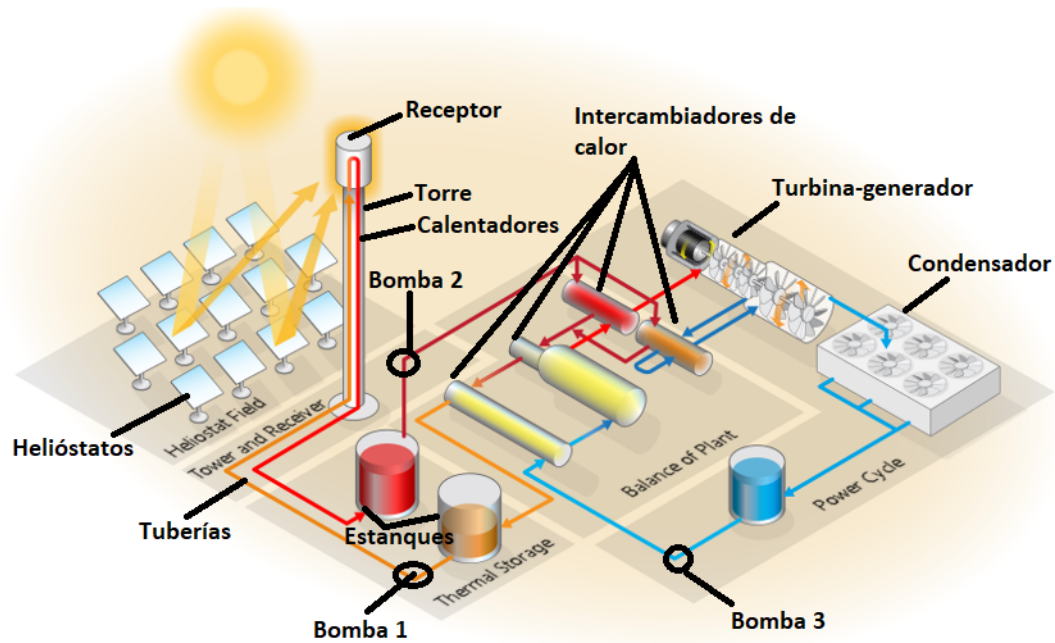 Receptor
Intercambiadores de
calor
Torre
Calentadores
Turbina-generador
Condensador
Bomba 2
Helióstatos
Heliostat Field
Tower and Receiver
Tuberías
Estanques
Thermal Storage
Balance of Plant
Power Cycle
Bomba 1
Bomba 3